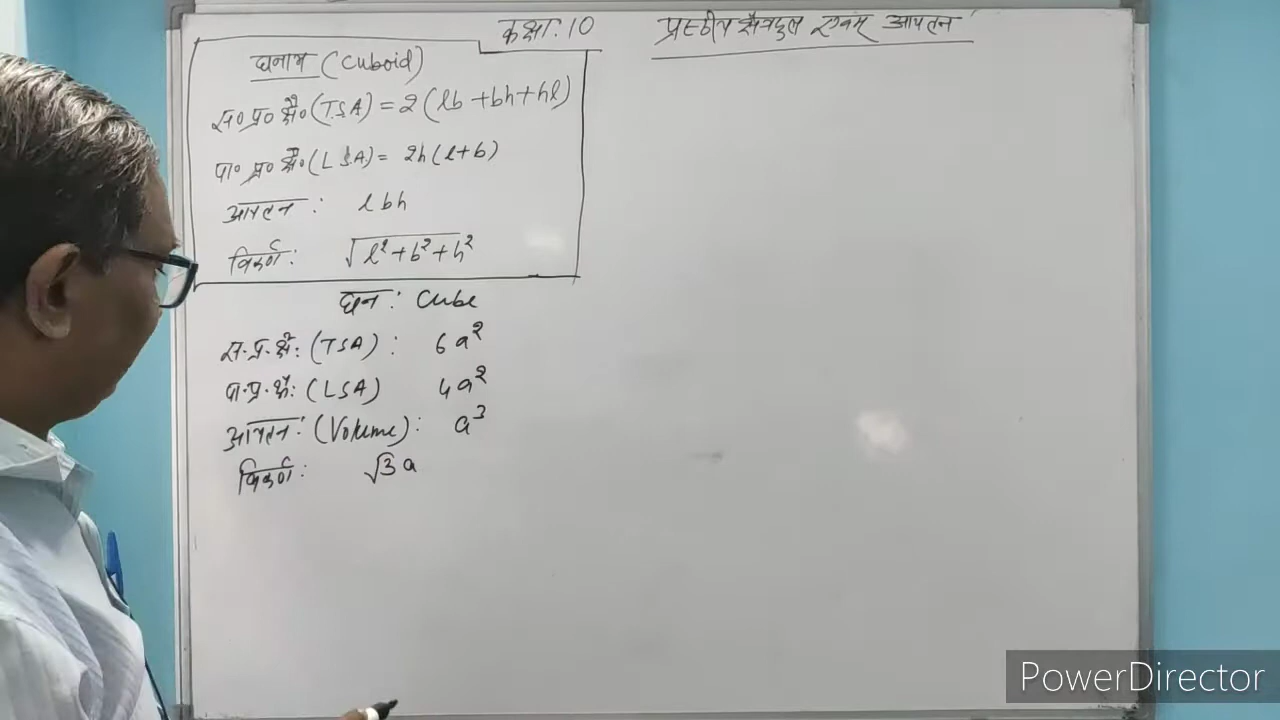 कक्षा: 10
पृष्ठीय क्षेत्रफल एवम् आयतन
घनाभ (Cuboid)
स० प्र० क्षे० (TSA) = 2 (lb + bh + hl)
पा० प्र० क्षे० (LSA) = 2h (l+b)
आयतन : lbh
विकर्ण : √l² + b² + h²
घन : Cube
स.प्र.क्षे. : (TSA) : 6a²
पा.प्र.क्षे. : (LSA) 4a²
आयतन : (Volume) : a³
विकर्ण : √3 a
PowerDirector